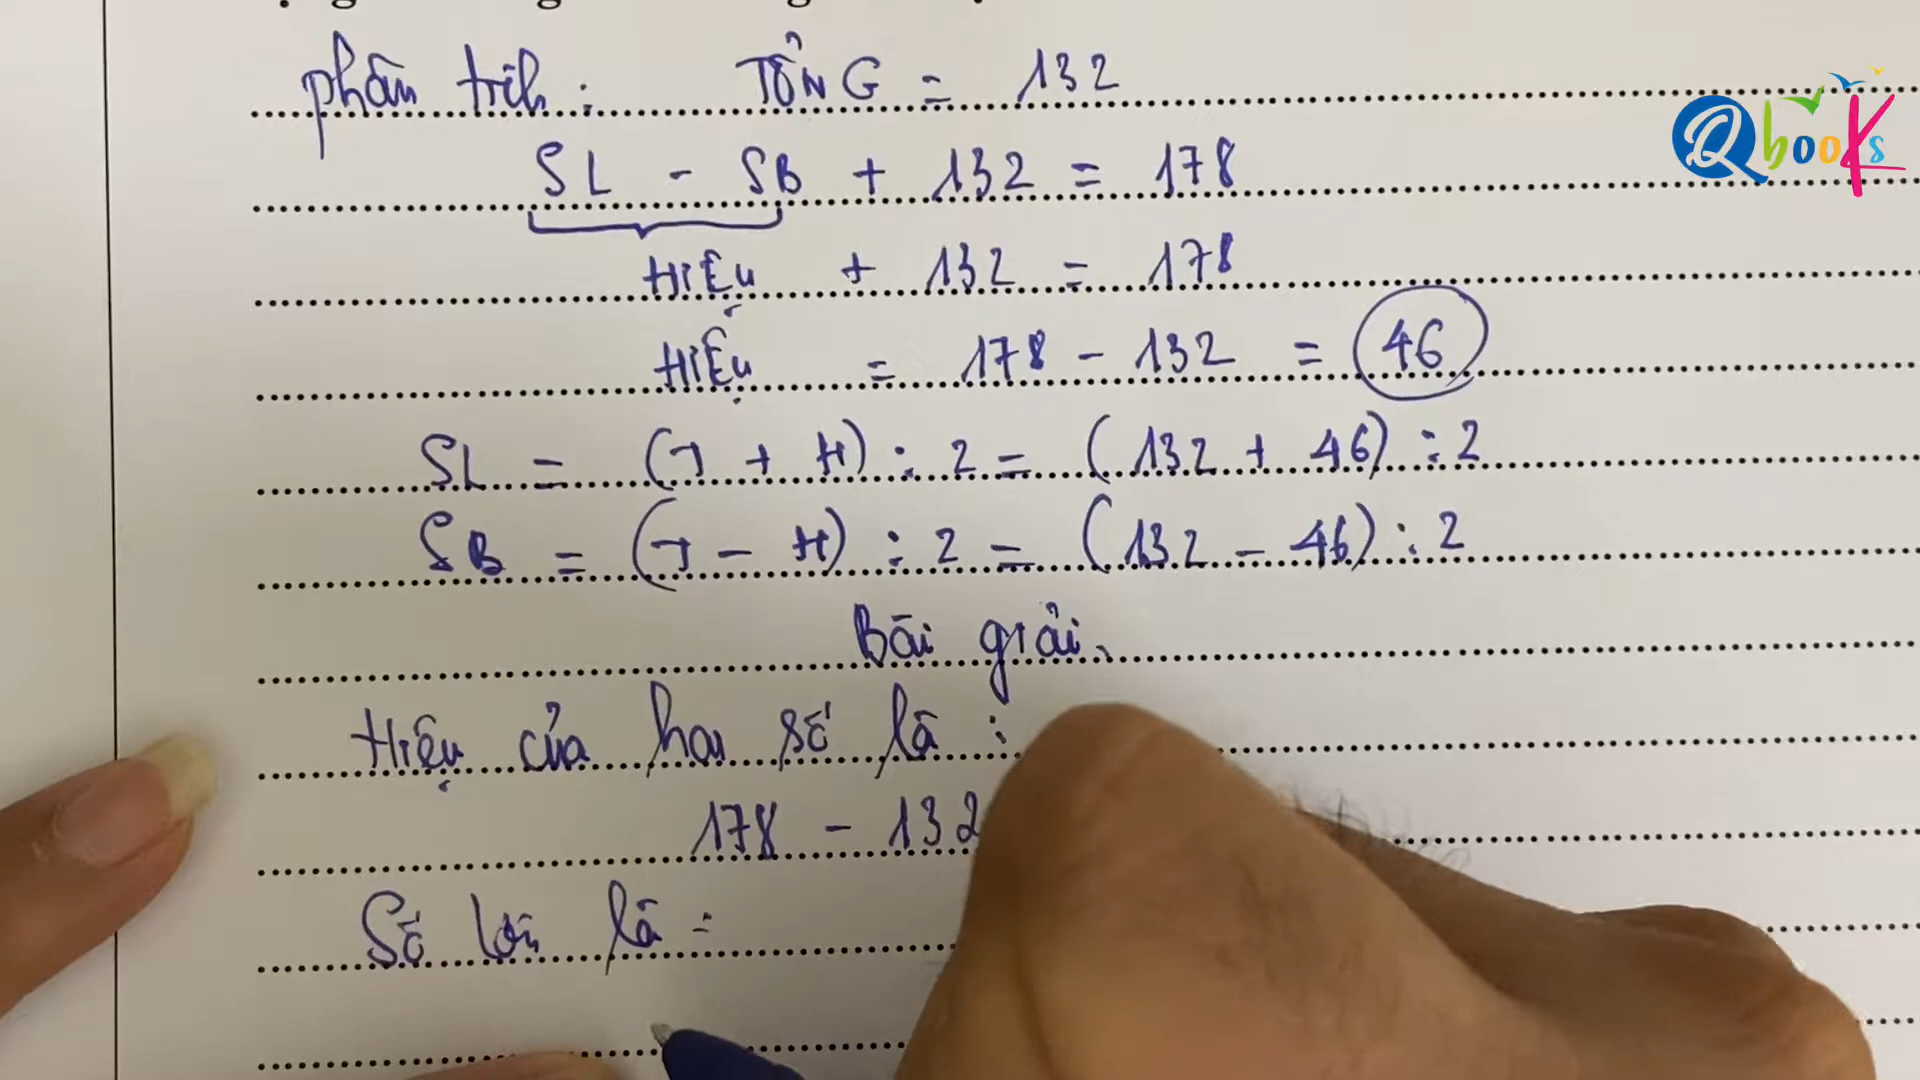 phân tích : TỔNG = 132
Qbooks
SL - SB + 132 = 178
HIỆU + 132 = 178
HIỆU = 178 - 132 = 46
SL = (T + H) : 2 = (132 + 46) : 2
SB = (T - H) : 2 = (132 - 46) : 2
Bài giải.
Hiệu của hai số là :
178 - 132
Số lớn là :